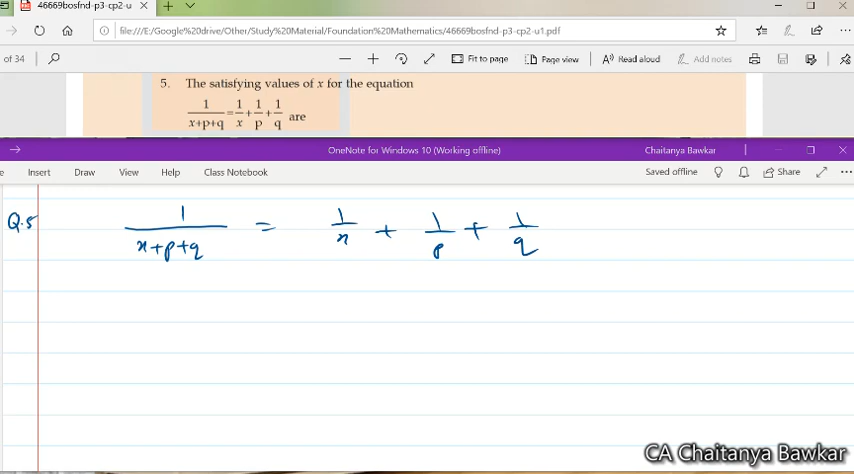 46669bosfnd-p3-cp2-u1.pdf
file:///E:/Google%20drive/Other/Study%20Material/Foundation%20Mathematics/46669bosfnd-p3-cp2-u1.pdf
of 34 Fit to page Page view Read aloud Add notes
5. The satisfying values of x for the equation
1/(x+p+q) = 1/x + 1/p + 1/q are
OneNote for Windows 10 (Working offline) Chaitanya Bawkar
Insert Draw View Help Class Notebook Saved offline Share
Q.5 1/(x+p+q) = 1/x + 1/p + 1/q
CA Chaitanya Bawkar